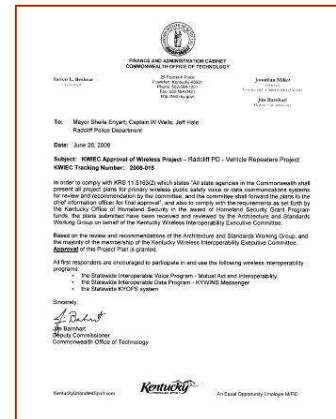 FINANCE AND ADMINISTRATION CABINET
COMMONWEALTH OFFICE OF TECHNOLOGY
Jonathan Miller
Jim Barnhart
To: Mayor Sheila Enyart; Captain W Wells; Jeff Hale
Radcliff Police Department
Date: June 26, 2008
Subject: KWIEC Approval of Wireless Project – Radcliff PD - Vehicle Repeaters Project
KWIEC Tracking Number: 2008-015
In order to comply with KRS 11.5163(2) which states "All state agencies in the Commonwealth shall
present all project plans for primary wireless public safety voice or data communications systems
for review and recommendation by the committee, and the committee shall forward the plans to the
chief information officer for final approval", and also to comply with the requirements as set forth by
the Kentucky Office of Homeland Security in the award of Homeland Security Grant Program
funds, the plans submitted have been received and reviewed by the Architecture and Standards
Working Group on behalf of the Kentucky Wireless Interoperability Executive Committee.
Based on the review and recommendations of the Architecture and Standards Working Group, and
the majority of the membership of the Kentucky Wireless Interoperability Executive Committee,
Approval of this Project Plan is granted.
All first responders are encouraged to participate in and use the following wireless interoperability
programs:
• the Statewide Interoperable Voice Program - Mutual Aid and Interoperability
• the Statewide Interoperable Data Program - KYWINS Messenger
• the Statewide KYOPS system
Sincerely,
Jim Barnhart
Deputy Commissioner
Commonwealth Office of Technology
KentuckyUnbridledSpirit.com
Kentucky
An Equal Opportunity Employer M/F/D